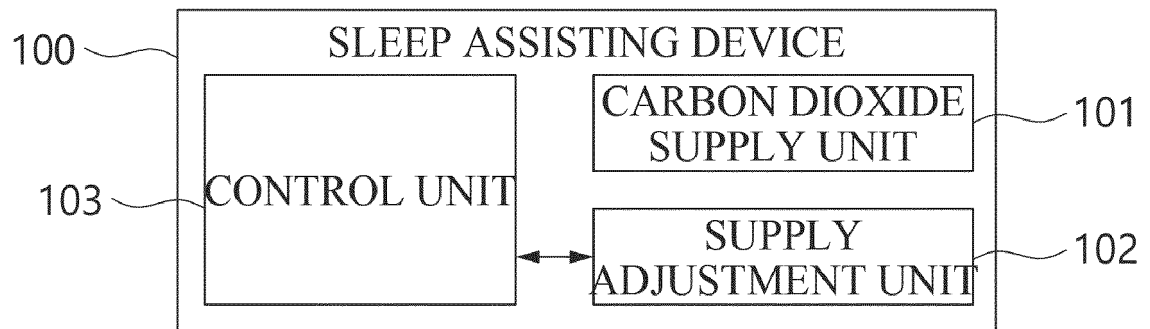 100
SLEEP ASSISTING DEVICE
CARBON DIOXIDE
SUPPLY UNIT
101
103
CONTROL UNIT
SUPPLY
ADJUSTMENT UNIT
102